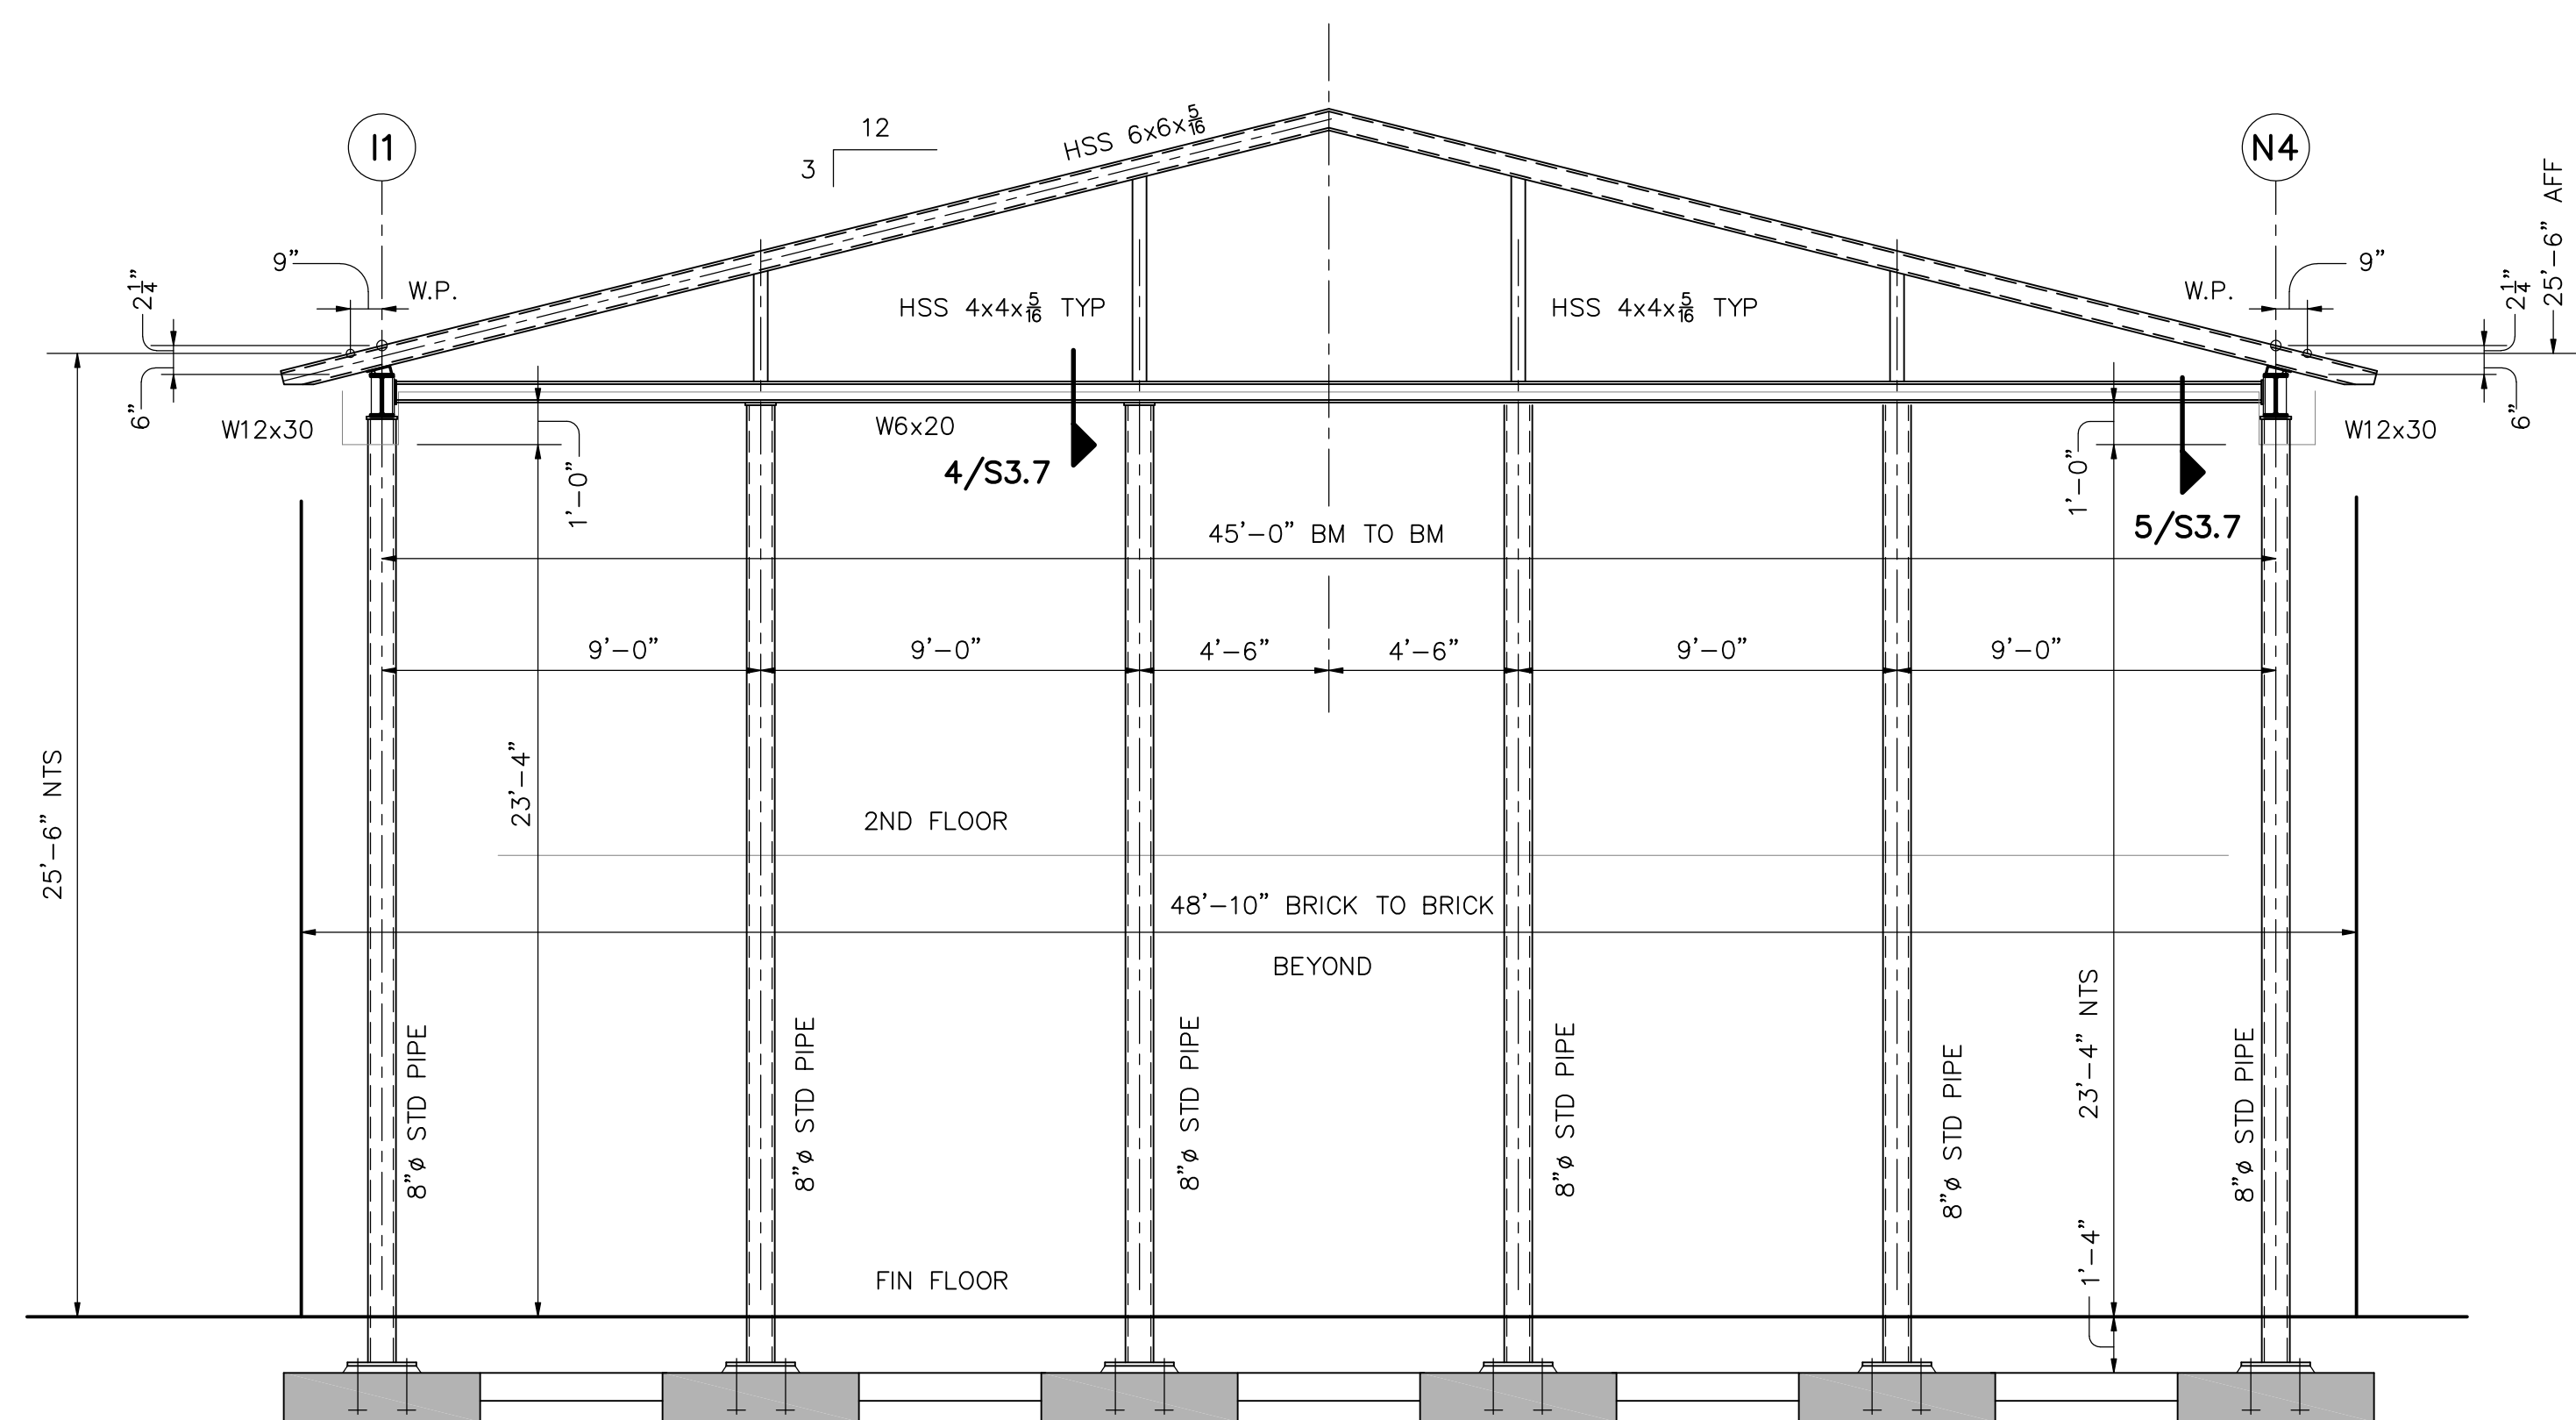 I1
N4
12
3
HSS 6x6x5/16
25'-6" AFF
9"
W.P.
W.P.
9"
2 1/4"
2 1/4"
HSS 4x4x5/16 TYP
HSS 4x4x5/16 TYP
6"
6"
W12x30
W6x20
W12x30
4/S3.7
1'-0"
1'-0"
5/S3.7
45'-0" BM TO BM
9'-0"
9'-0"
4'-6"
4'-6"
9'-0"
9'-0"
25'-6" NTS
23'-4"
2ND FLOOR
48'-10" BRICK TO BRICK
BEYOND
23'-4" NTS
8"ø STD PIPE
8"ø STD PIPE
8"ø STD PIPE
8"ø STD PIPE
8"ø STD PIPE
8"ø STD PIPE
1'-4"
FIN FLOOR